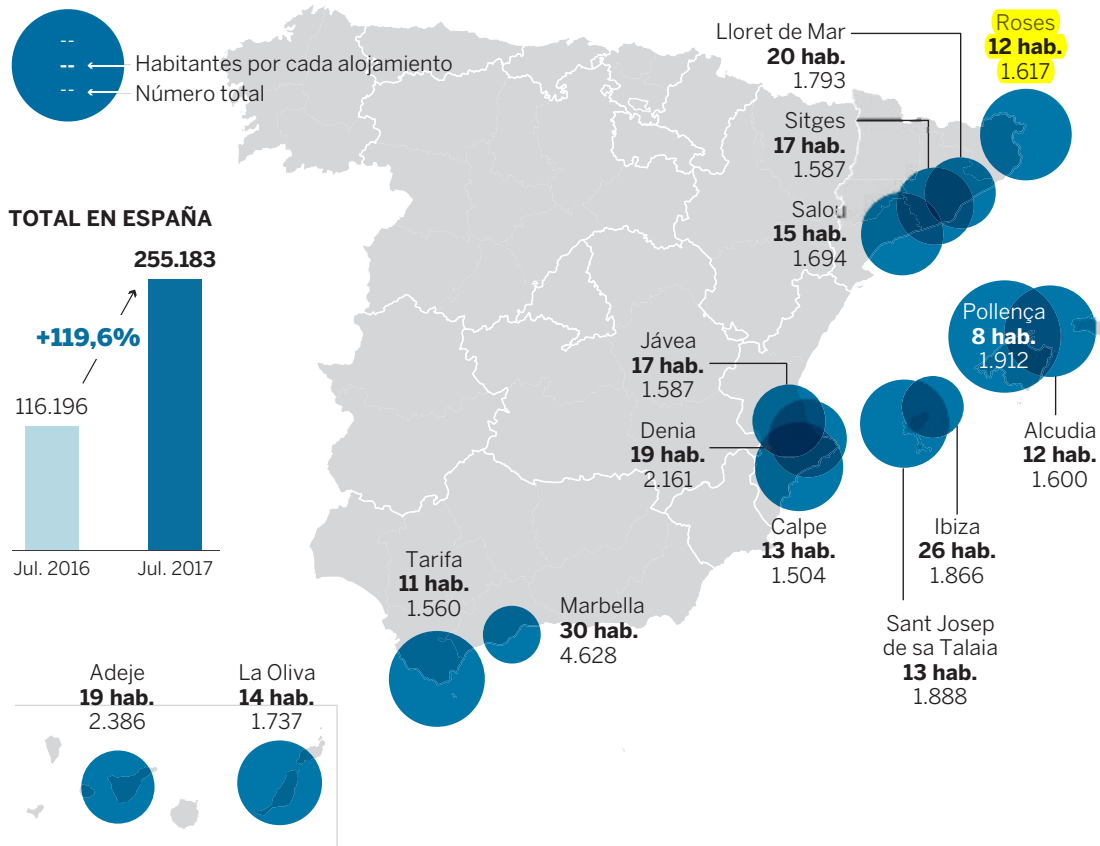 --
--
--
Habitantes por cada alojamiento
Número total
TOTAL EN ESPAÑA
255.183
+119,6%
116.196
Jul. 2016
Jul. 2017
Lloret de Mar
20 hab.
1.793
Roses
12 hab.
1.617
Sitges
17 hab.
1.587
Salou
15 hab.
1.694
Pollença
8 hab.
1.912
Alcudia
12 hab.
1.600
Jávea
17 hab.
1.587
Denia
19 hab.
2.161
Calpe
13 hab.
1.504
Ibiza
26 hab.
1.866
Sant Josep
de sa Talaia
13 hab.
1.888
Tarifa
11 hab.
1.560
Marbella
30 hab.
4.628
Adeje
19 hab.
2.386
La Oliva
14 hab.
1.737